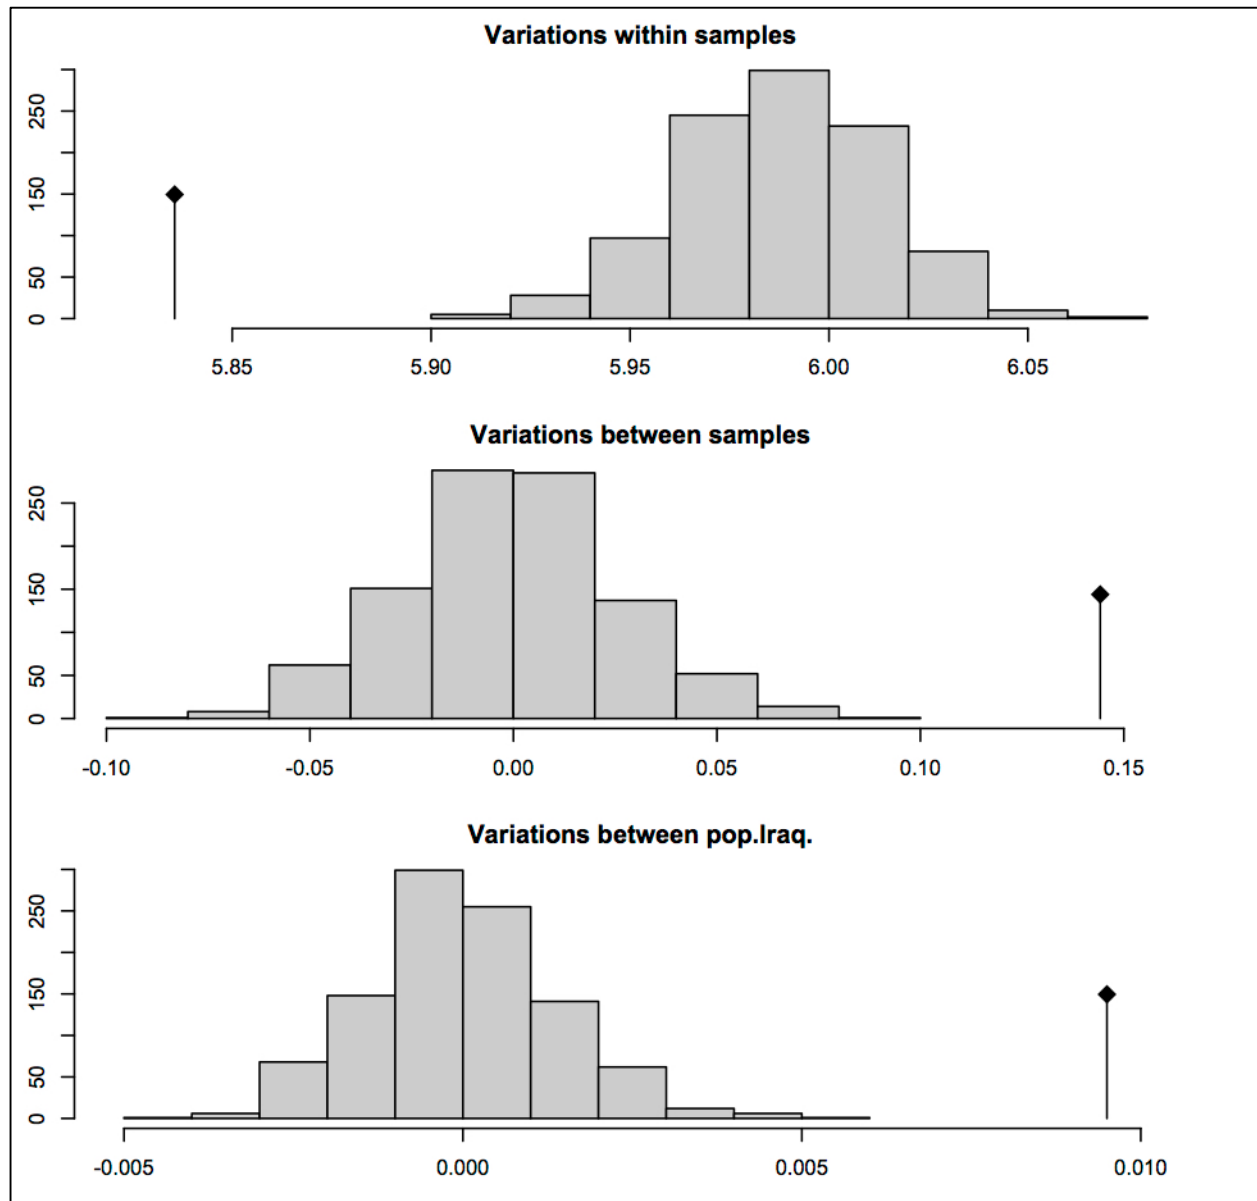 Variations within samples
250
150
50
0
5.85 5.90 5.95 6.00 6.05
Variations between samples
250
150
50
0
-0.10 -0.05 0.00 0.05 0.10 0.15
Variations between pop.Iraq.
250
150
50
0
-0.005 0.000 0.005 0.010